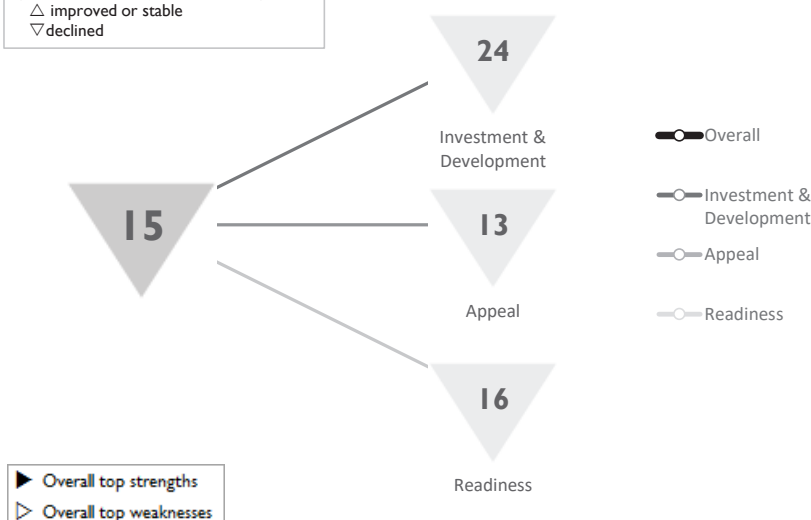 △ improved or stable
▽ declined
24
Investment &
Development
15
13
Appeal
16
Readiness
Overall
Investment &
Development
Appeal
Readiness
▶ Overall top strengths
▷ Overall top weaknesses